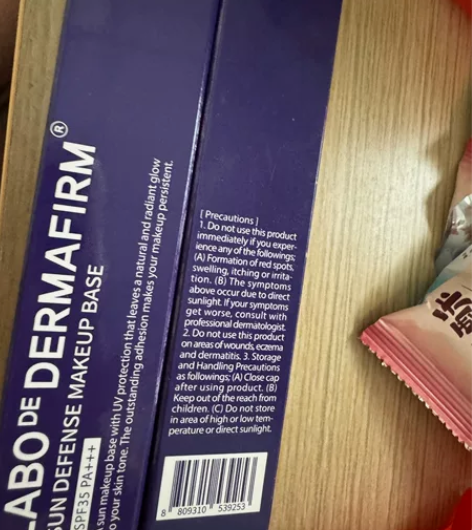 LABO DE DERMAFIRM®
SUN DEFENSE MAKEUP BASE
SPF35 PA+++
sun makeup base with UV protection that leaves a natural and radiant glow
o your skin tone. The outstanding adhesion makes your makeup persistent.
[ Precautions ]
1. Do not use this product
immediately if you exper-
ience any of the followings:
(A) Formation of red spots,
swelling, itching or irrita-
tion. (B) The symptoms
above occur due to direct
sunlight. If your symptoms
get worse, consult with
professional dermatologist.
2. Do not use this product
on areas of wounds, eczema
and dermatitis. 3. Storage
and Handling Precautions
as followings; (A) Close cap
after using product. (B)
Keep out of the reach from
children. (C) Do not store
in area of high or low tem-
perature or direct sunlight.
8 809310 539253